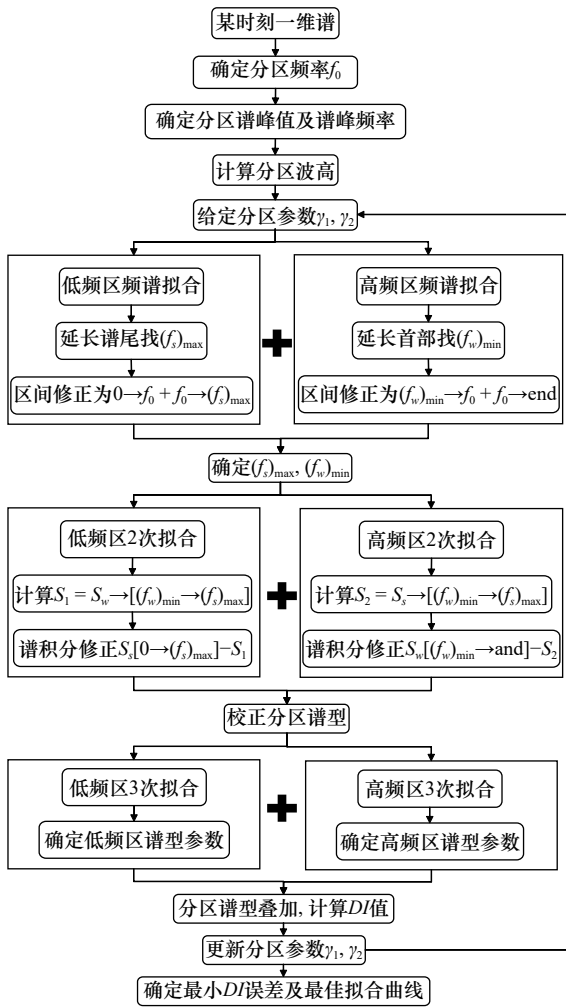 某时刻一维谱
确定分区频率f₀
确定分区谱峰值及谱峰频率
计算分区波高
给定分区参数γ₁, γ₂
低频区频谱拟合
延长谱尾找(fₛ)max
区间修正为0→f₀ + f₀→(fₛ)max
高频区频谱拟合
延长首部找(f_w)min
区间修正为(f_w)min→f₀ + f₀→end
确定(fₛ)max, (f_w)min
低频区2次拟合
计算S₁ = S_w→[(f_w)min→(fₛ)max]
谱积分修正Sₛ[0→(fₛ)max]−S₁
高频区2次拟合
计算S₂ = Sₛ→[(f_w)min→(fₛ)max]
谱积分修正S_w[(f_w)min→and]−S₂
校正分区谱型
低频区3次拟合
确定低频区谱型参数
高频区3次拟合
确定高频区谱型参数
分区谱型叠加, 计算DI值
更新分区参数γ₁, γ₂
确定最小DI误差及最佳拟合曲线